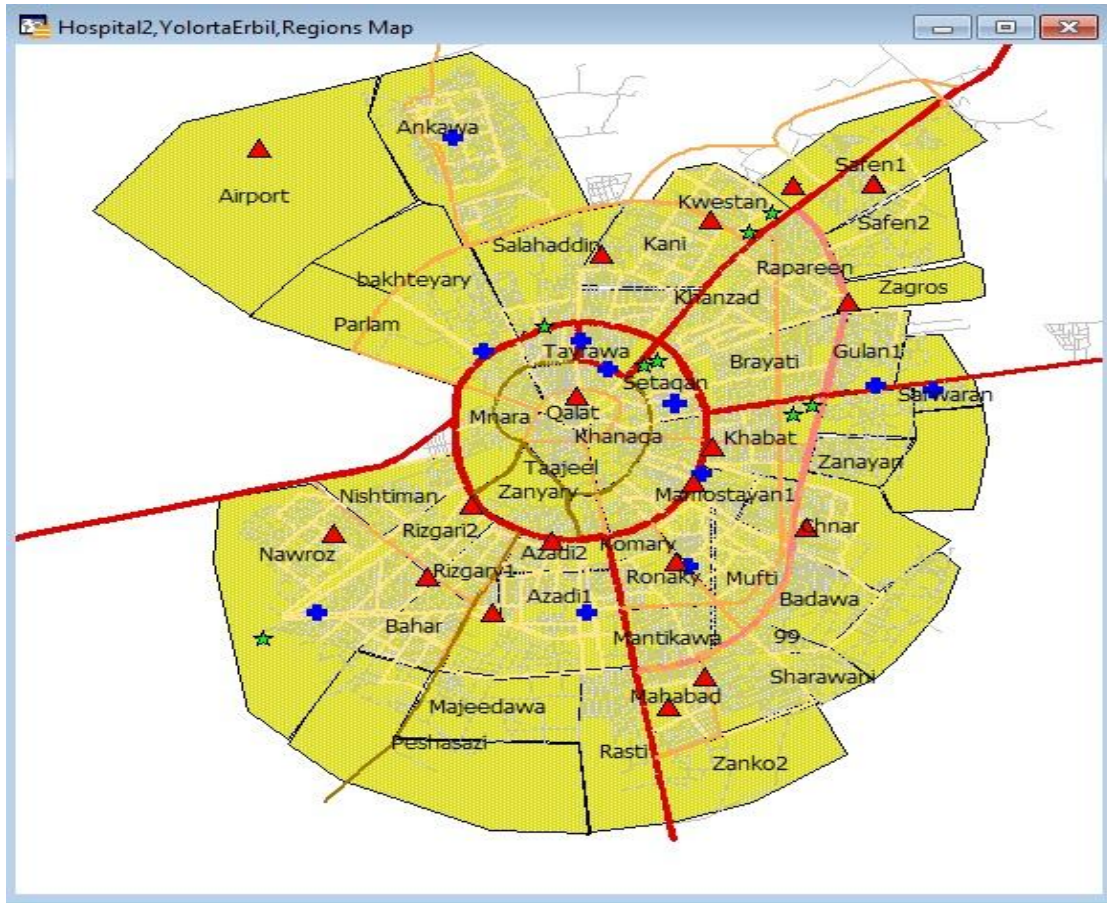 Hospital2,YolortaErbil,Regions Map
Ankawa
Airport
Safen1
Kwestan
Safen2
Salahaddin
Kani
bakhteyary
Rapareen
Zagros
Khanzad
Parlam
Tayrawa
Gulan1
Brayati
Setaqan
Sarwaran
Mnara
Qalat
Khanaqa
Khabat
Taajeel
Zanayan
Nishtiman
Zanyary
Mamostayan1
Rizgari2
Chnar
Nawroz
Azadi2
Komary
Rizgary1
Ronaky
Mufti
Azadi1
Badawa
Bahar
Mantikawa
99
Sharawani
Mahabad
Majeedawa
Peshasazi
Rasti
Zanko2